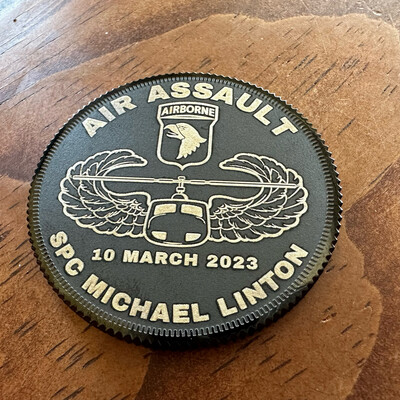 AIR ASSAULT
AIRBORNE
10 MARCH 2023
SPC MICHAEL LINTON